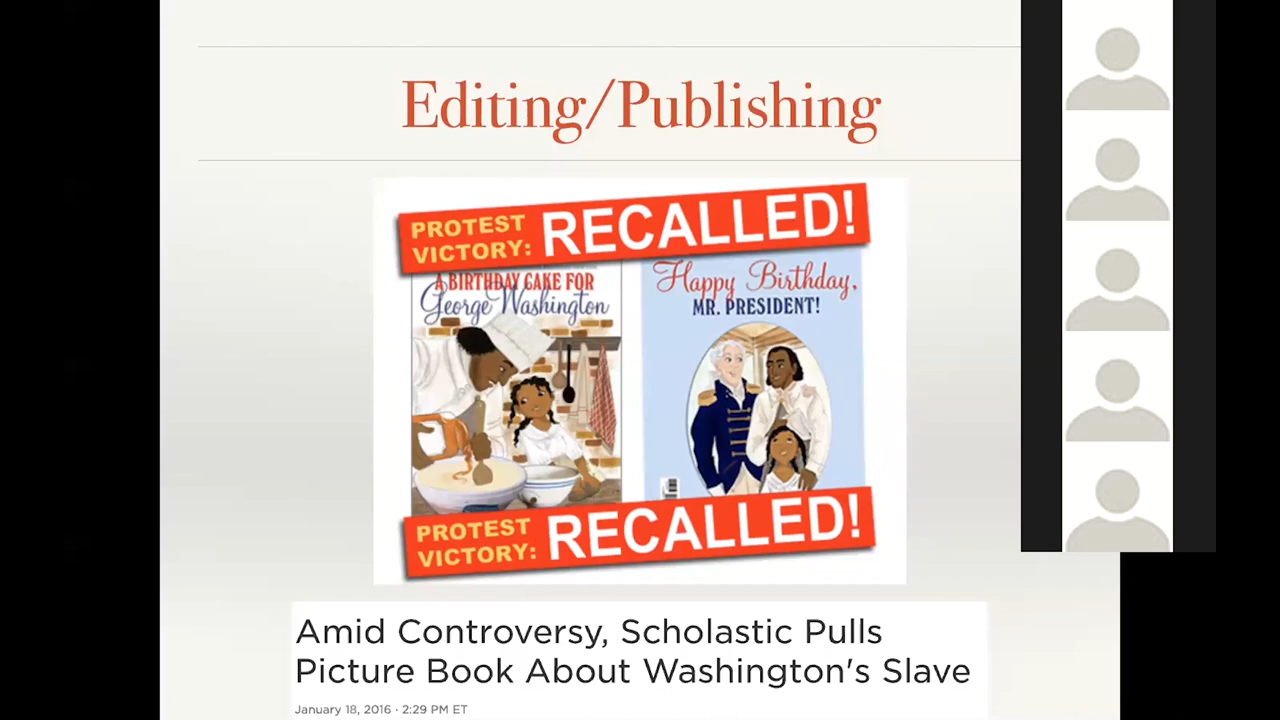 Editing/Publishing
PROTEST
VICTORY: RECALLED!
A BIRTHDAY CAKE FOR
George Washington
Happy Birthday,
MR. PRESIDENT!
PROTEST
VICTORY: RECALLED!
Amid Controversy, Scholastic Pulls
Picture Book About Washington's Slave
January 18, 2016 · 2:29 PM ET